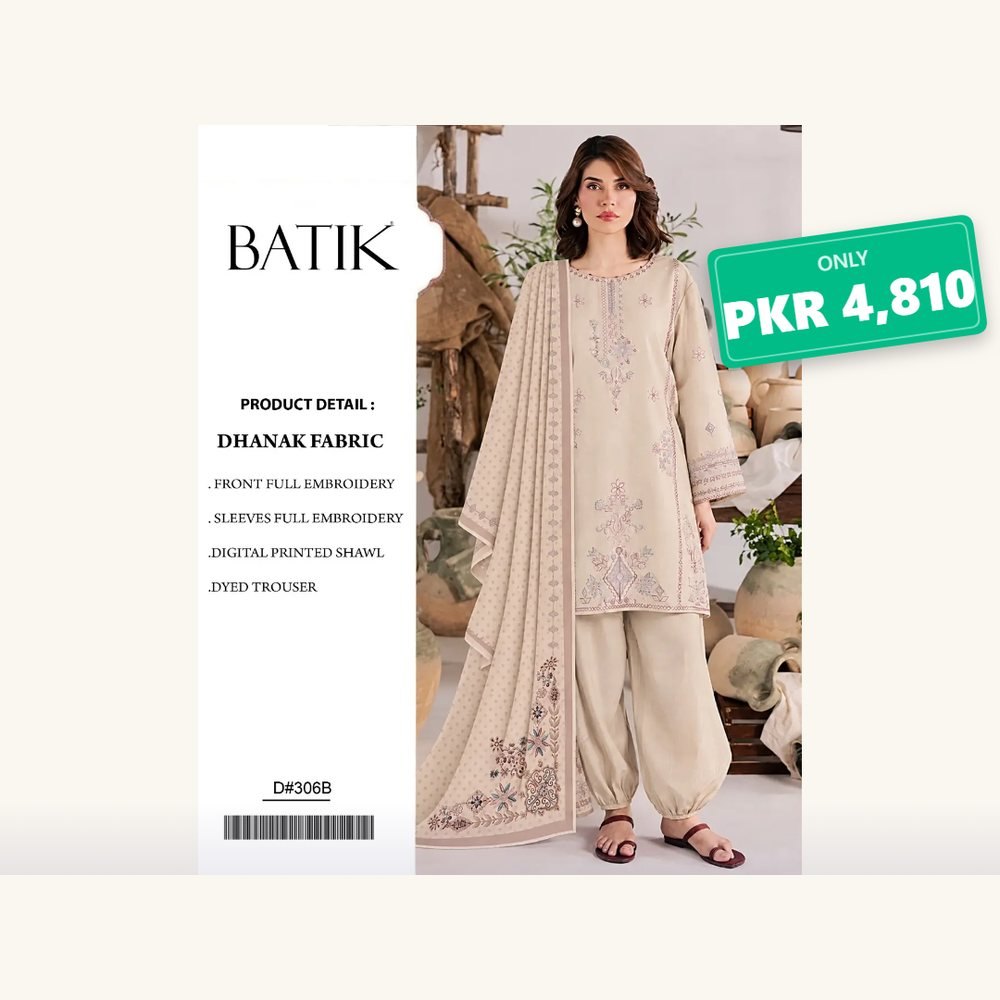 BATIK
ONLY
PKR 4,810
PRODUCT DETAIL :
DHANAK FABRIC
. FRONT FULL EMBROIDERY
. SLEEVES FULL EMBROIDERY
.DIGITAL PRINTED SHAWL
.DYED TROUSER
D#306B